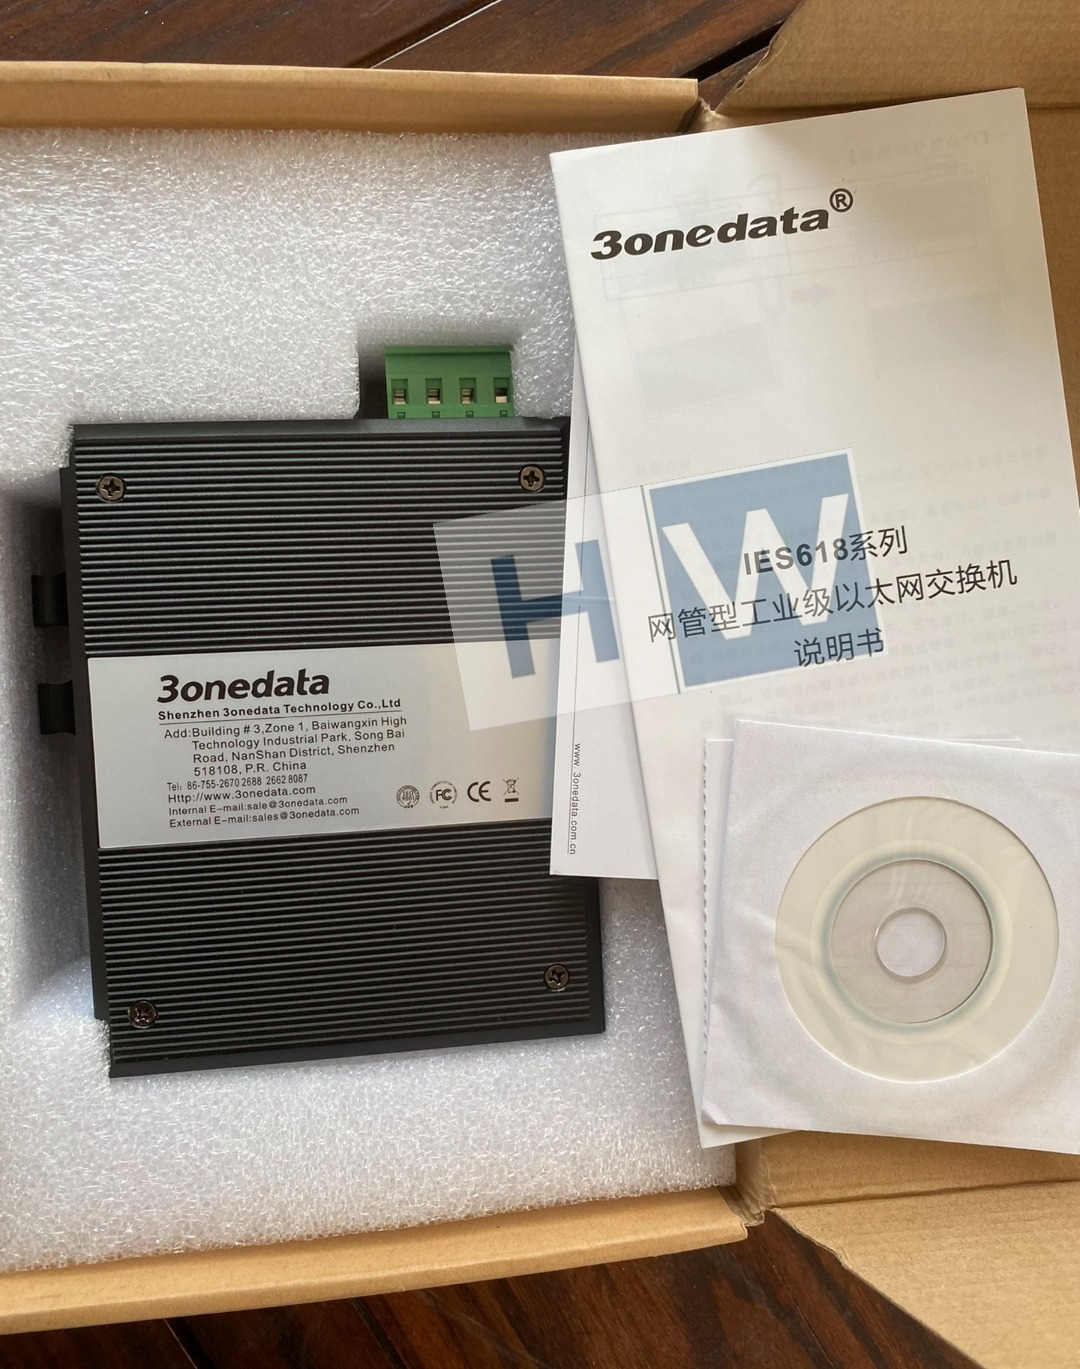 3onedata®
IES618系列
网管型工业级以太网交换机
说明书
HW
www.3onedata.com.cn
3onedata
Shenzhen 3onedata Technology Co.,Ltd
Add:Building # 3,Zone 1, Baiwangxin High
Technology Industrial Park, Song Bai
Road, NanShan District, Shenzhen
518108, P.R. China
Tel: 86-755-2670 2688 2662 8087
Http://www.3onedata.com
Internal E-mail:sale@3onedata.com
External E-mail:sales@3onedata.com
FC CE